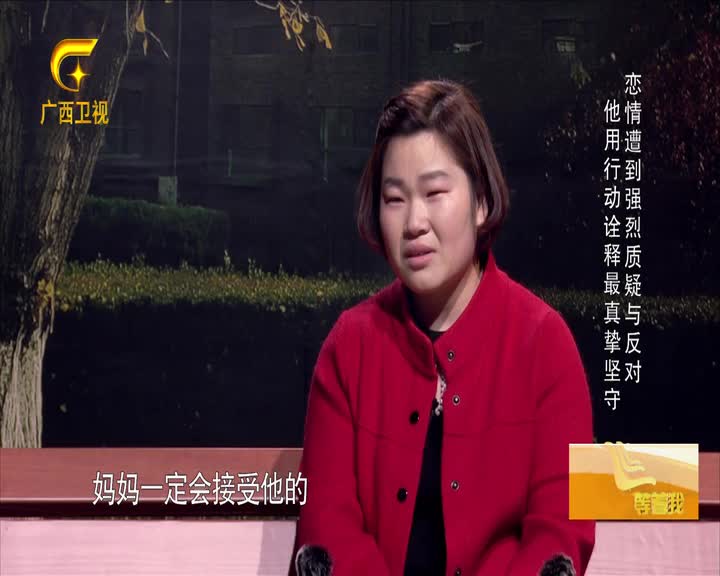 广西卫视
恋情遭到强烈质疑与反对
他用行动诠释最真挚坚守
妈妈一定会接受他的
等着我